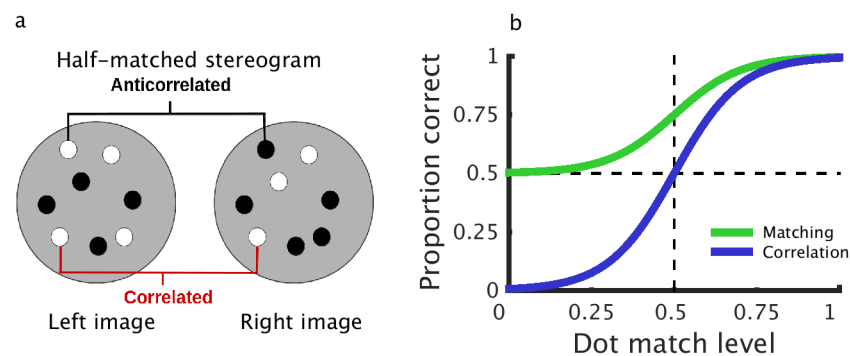 a
Half-matched stereogram
Anticorrelated
Correlated
Left image
Right image
b
Proportion correct
1
0.75
0.5
0.25
0
0
0.25
0.5
0.75
1
Dot match level
Matching
Correlation